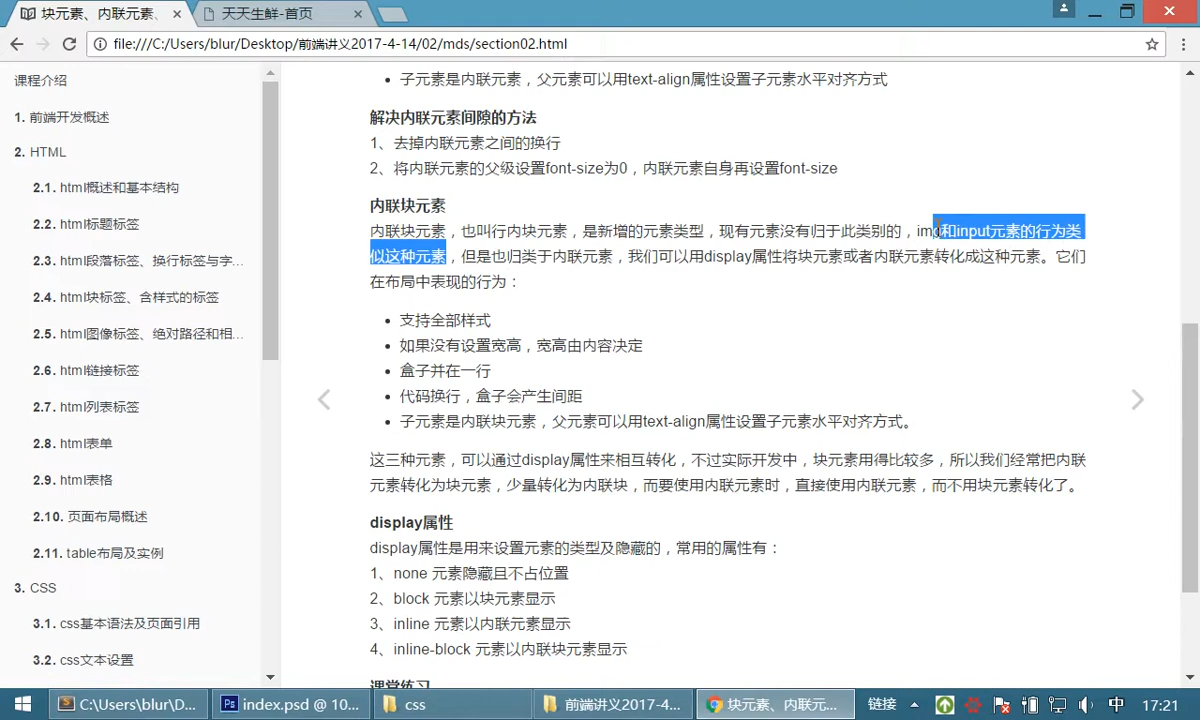 块元素、内联元素、
天天生鲜-首页
file:///C:/Users/blur/Desktop/前端讲义2017-4-14/02/mds/section02.html
课程介绍
1. 前端开发概述
2. HTML
2.1. html概述和基本结构
2.2. html标题标签
2.3. html段落标签、换行标签与字...
2.4. html块标签、含样式的标签
2.5. html图像标签、绝对路径和相...
2.6. html链接标签
2.7. html列表标签
2.8. html表单
2.9. html表格
2.10. 页面布局概述
2.11. table布局及实例
3. CSS
3.1. css基本语法及页面引用
3.2. css文本设置
子元素是内联元素，父元素可以用text-align属性设置子元素水平对齐方式
解决内联元素间隙的方法
1、去掉内联元素之间的换行
2、将内联元素的父级设置font-size为0，内联元素自身再设置font-size
内联块元素
内联块元素，也叫行内块元素，是新增的元素类型，现有元素没有归于此类别的，img和input元素的行为类
似这种元素，但是也归类于内联元素，我们可以用display属性将块元素或者内联元素转化成这种元素。它们
在布局中表现的行为：
支持全部样式
如果没有设置宽高，宽高由内容决定
盒子并在一行
代码换行，盒子会产生间距
子元素是内联块元素，父元素可以用text-align属性设置子元素水平对齐方式。
这三种元素，可以通过display属性来相互转化，不过实际开发中，块元素用得比较多，所以我们经常把内联
元素转化为块元素，少量转化为内联块，而要使用内联元素时，直接使用内联元素，而不用块元素转化了。
display属性
display属性是用来设置元素的类型及隐藏的，常用的属性有：
1、none 元素隐藏且不占位置
2、block 元素以块元素显示
3、inline 元素以内联元素显示
4、inline-block 元素以内联块元素显示
课堂练习
C:\Users\blur\D...
index.psd @ 10...
css
前端讲义2017-4...
块元素、内联元...
链接
中
17:21